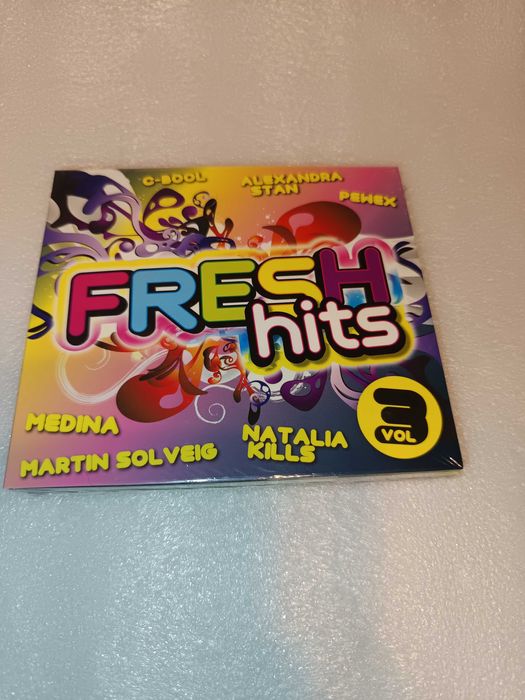 C-BOOL
ALEXANDRA
STAN
PEWEX
FRESH
hits
MEDINA
MARTIN SOLVEIG
NATALIA
KILLS
3
VOL